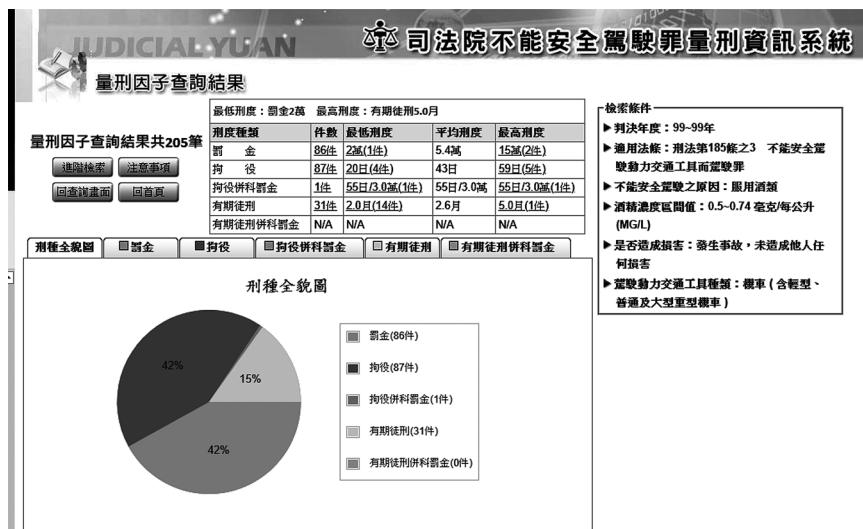 JUDICIAL YUAN
司法院不能安全駕駛罪量刑資訊系統
量刑因子查詢結果
量刑因子查詢結果共205筆
進階檢索 注意事項
回查詢畫面 回首頁
最低刑度：罰金2萬 最高刑度：有期徒刑5.0月
刑度種類 件數 最低刑度 平均刑度 最高刑度
罰 金 86件 2萬(1件) 5.4萬 15萬(2件)
拘 役 87件 20日(4件) 43日 59日(5件)
拘役併科罰金 1件 55日/3.0萬(1件) 55日/3.0萬 55日/3.0萬(1件)
有期徒刑 31件 2.0月(14件) 2.6月 5.0月(1件)
有期徒刑併科罰金 N/A N/A N/A N/A
檢索條件
▶判決年度：99~99年
▶適用法條：刑法第185條之3 不能安全駕
駛動力交通工具而駕駛罪
▶不能安全駕駛之原因：服用酒類
▶酒精濃度區間值：0.5~0.74 毫克/每公升
(MG/L)
▶是否造成損害：發生事故，未造成他人任
何損害
▶駕駛動力交通工具種類：機車（含輕型、
普通及大型重型機車）
刑種全貌圖 罰金 拘役 拘役併科罰金 有期徒刑 有期徒刑併科罰金
刑種全貌圖
42%
15%
42%
罰金(86件)
拘役(87件)
拘役併科罰金(1件)
有期徒刑(31件)
有期徒刑併科罰金(0件)